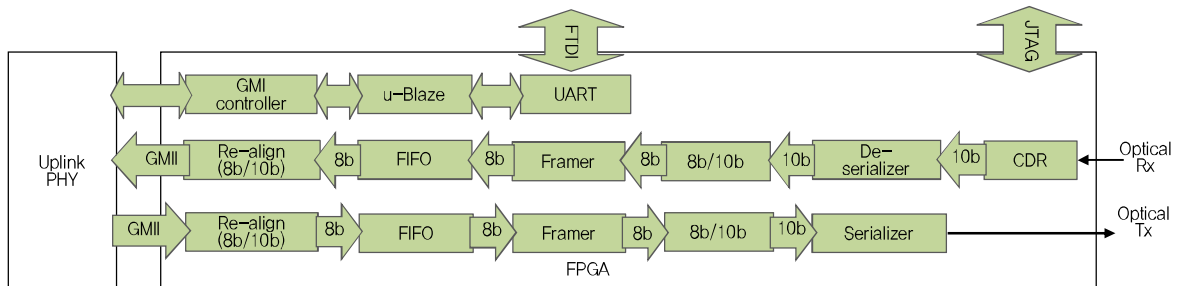 FTDI
JTAG
GMI
controller
u-Blaze
UART
Uplink
PHY
GMII
Re-align
(8b/10b)
8b
FIFO
8b
Framer
8b
8b/10b
10b
De-
serializer
10b
CDR
Optical
Rx
GMII
Re-align
(8b/10b)
8b
FIFO
8b
Framer
8b
8b/10b
10b
Serializer
Optical
Tx
FPGA